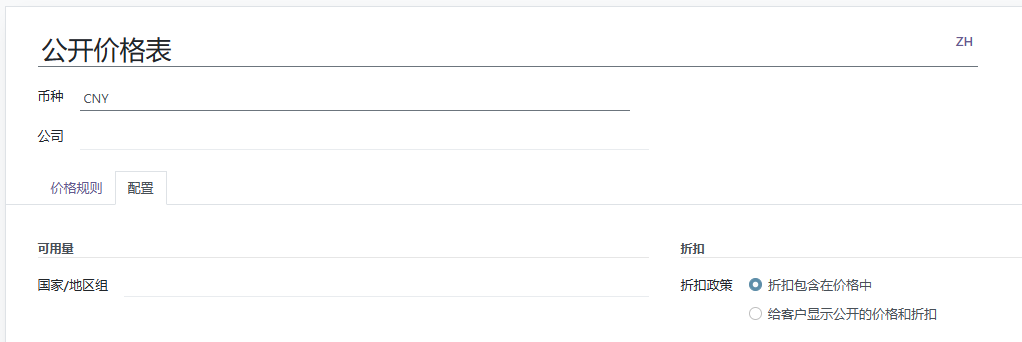 公开价格表 ZH
币种 CNY
公司
价格规则 配置
可用量 折扣
国家/地区组 折扣政策 折扣包含在价格中
给客户显示公开的价格和折扣